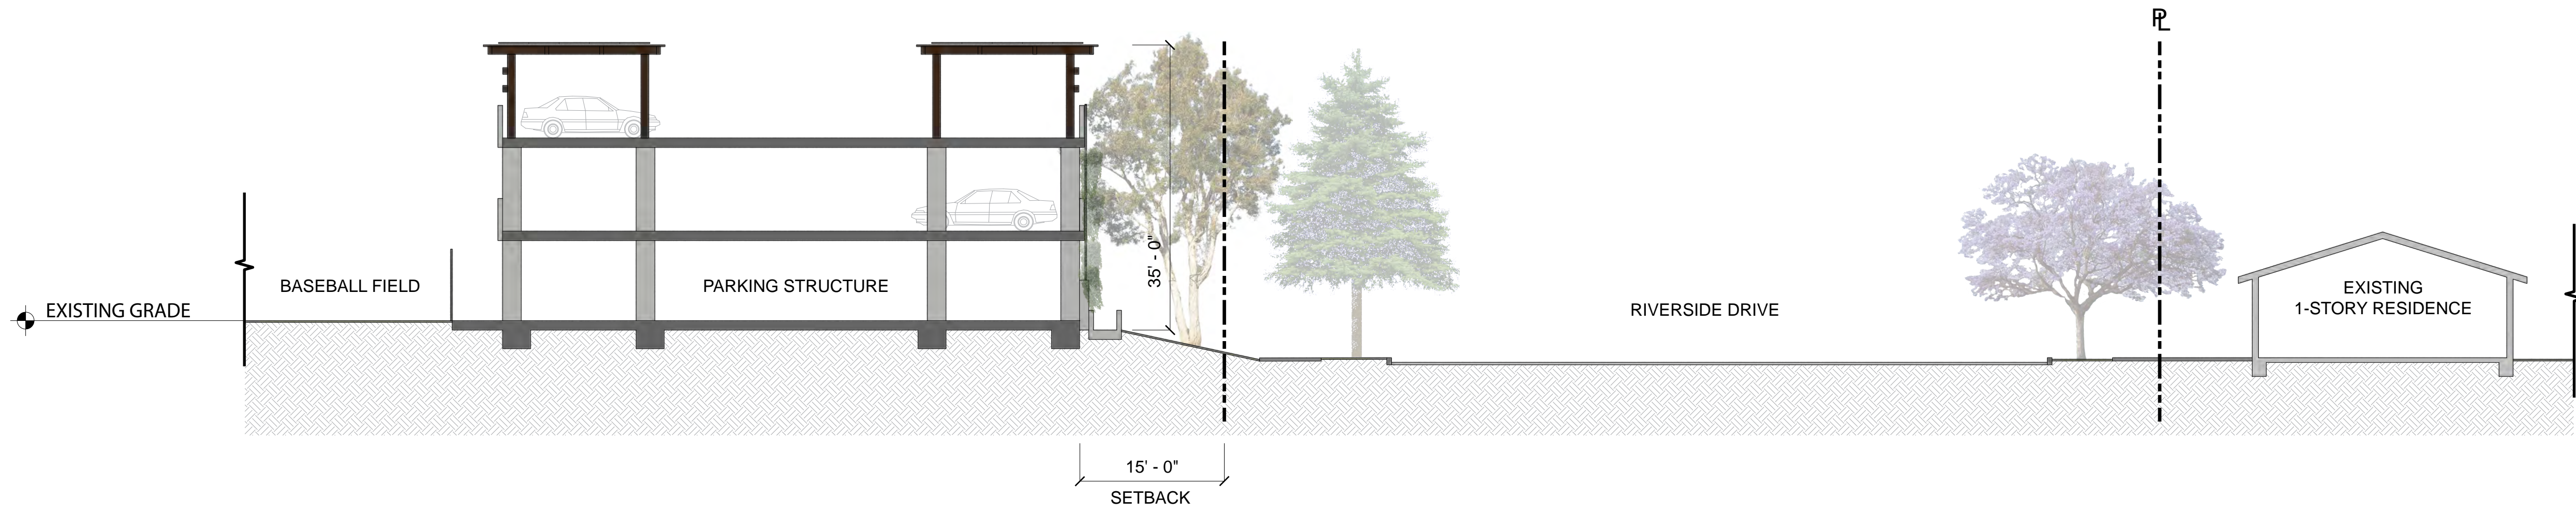 PL
35' - 0"
BASEBALL FIELD
PARKING STRUCTURE
EXISTING GRADE
RIVERSIDE DRIVE
EXISTING
1-STORY RESIDENCE
15' - 0"
SETBACK